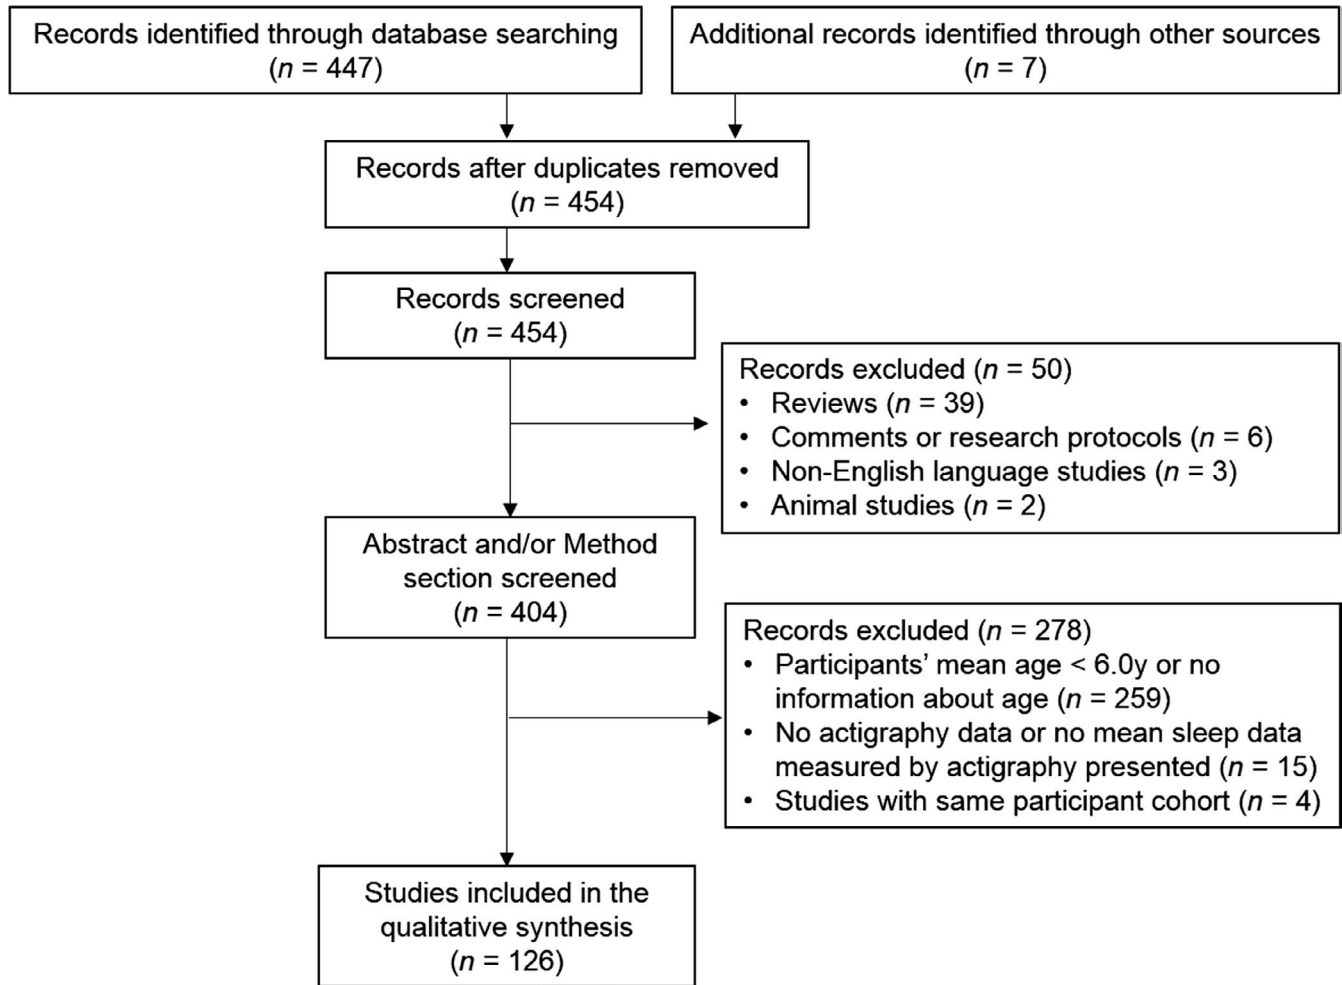 Records identified through database searching
(n = 447)
Additional records identified through other sources
(n = 7)
Records after duplicates removed
(n = 454)
Records screened
(n = 454)
Records excluded (n = 50)
• Reviews (n = 39)
• Comments or research protocols (n = 6)
• Non-English language studies (n = 3)
• Animal studies (n = 2)
Abstract and/or Method
section screened
(n = 404)
Records excluded (n = 278)
• Participants’ mean age < 6.0y or no
information about age (n = 259)
• No actigraphy data or no mean sleep data
measured by actigraphy presented (n = 15)
• Studies with same participant cohort (n = 4)
Studies included in the
qualitative synthesis
(n = 126)